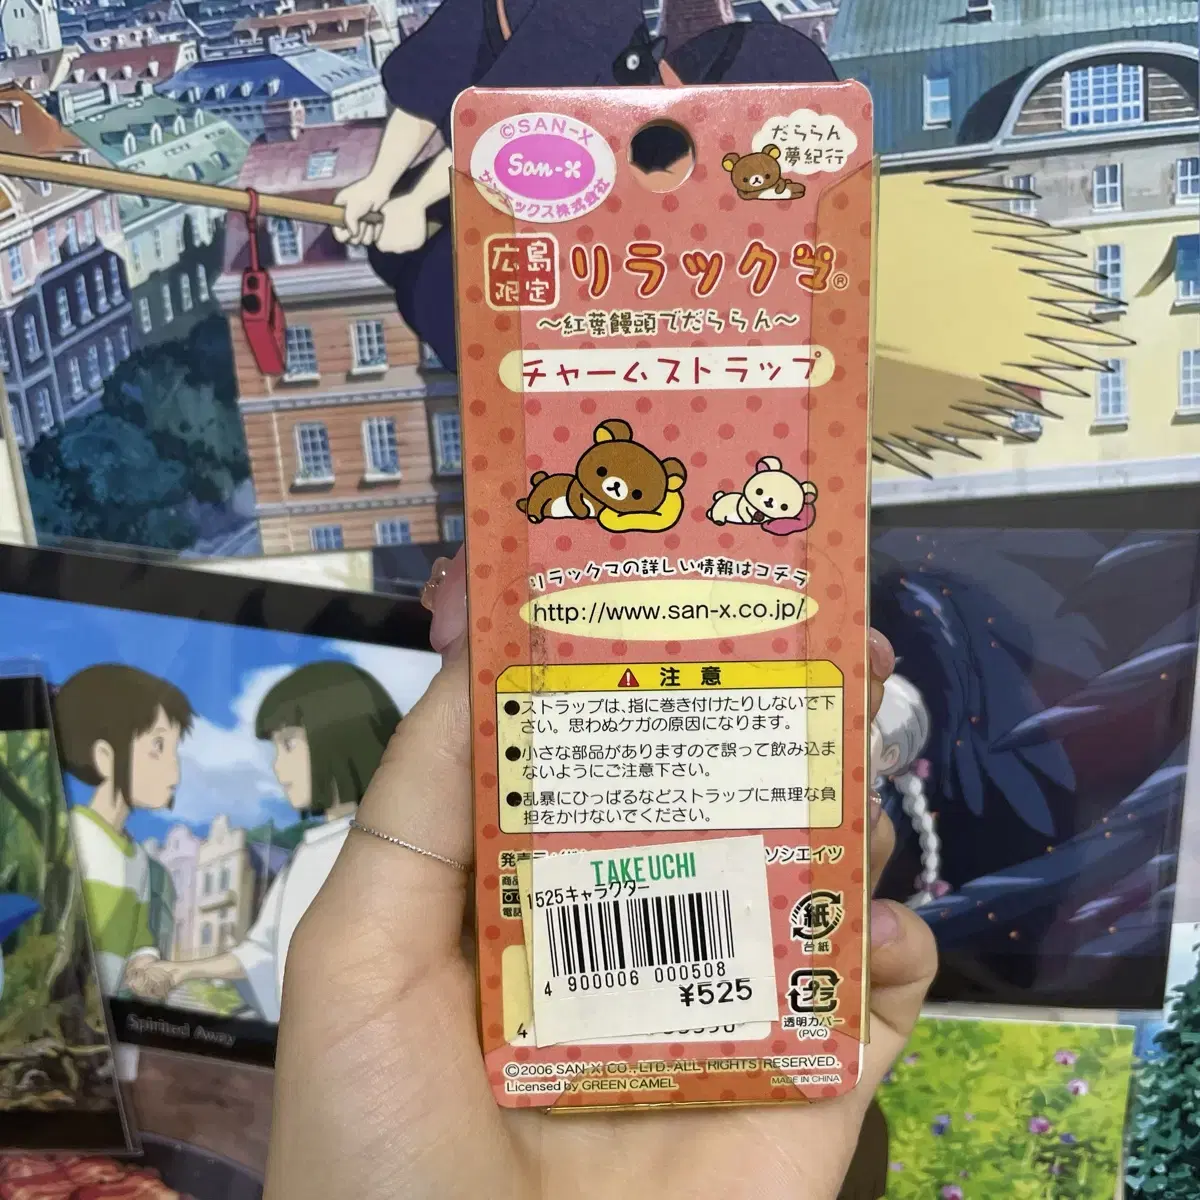 ©SAN-X
San-x
サンエックス株式会社
だららん
夢紀行
広島
限定
リラックマ®
～紅葉饅頭でだららん～
チャームストラップ
リラックマの詳しい情報はコチラ
http://www.san-x.co.jp/
注意
●ストラップは、指に巻き付けたりしないで下
さい。思わぬケガの原因になります。
●小さな部品がありますので誤って飲み込ま
ないようにご注意下さい。
●乱暴にひっぱるなどストラップに無理な負
担をかけないでください。
ソシエイツ
TAKEUCHI
1525キャラクター
4 900006 000508
¥525
紙
台紙
プラ
透明カバー
(PVC)
4
©2006 SAN-X CO., LTD. ALL RIGHTS RESERVED.
Licensed by GREEN CAMEL
MADE IN CHINA
Spirited Away